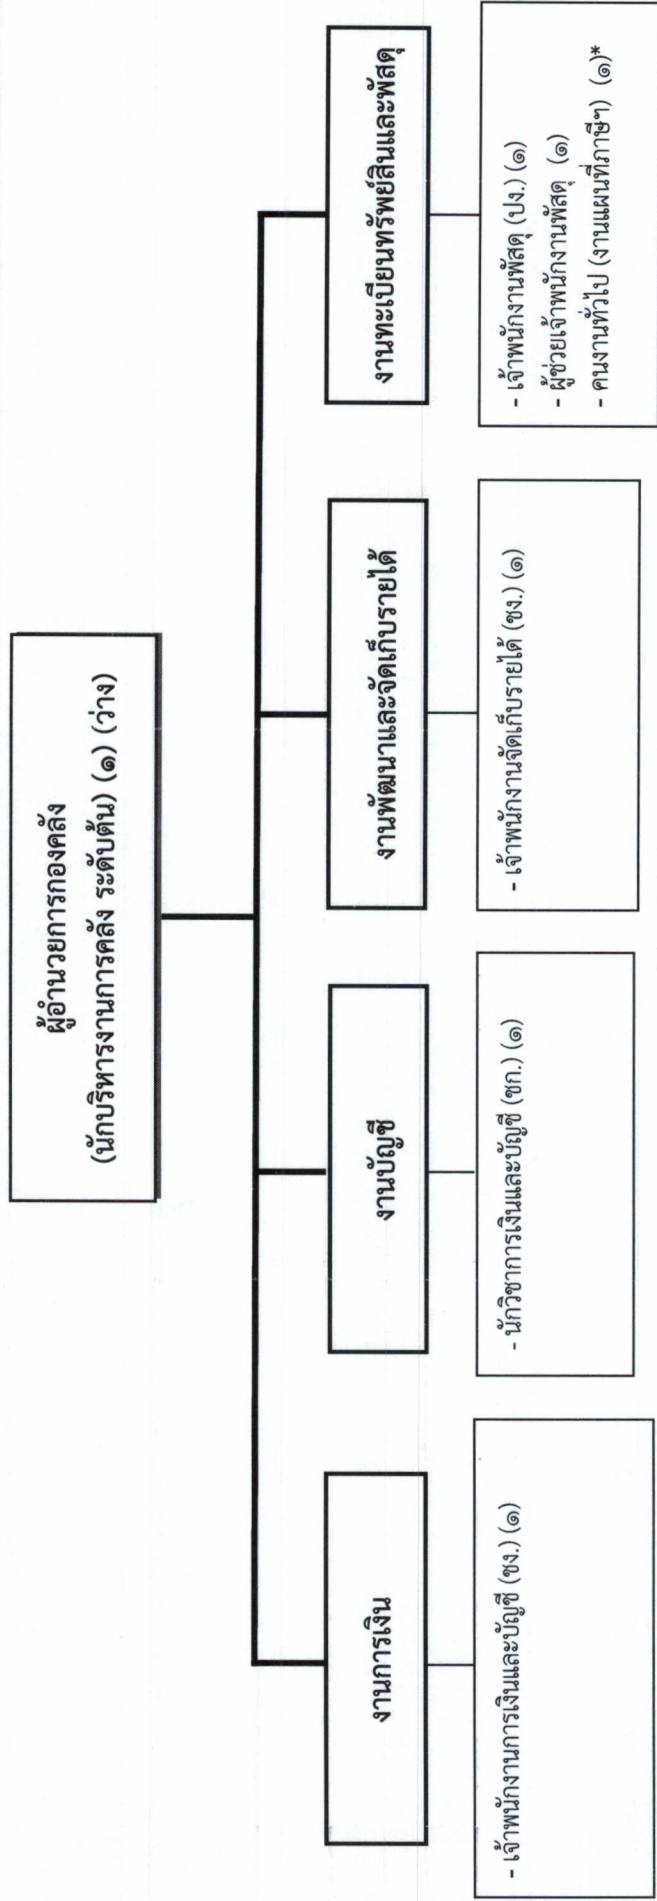 ผู้อำนวยการกองคลัง
(นักบริหารงานการคลัง ระดับต้น) (๑) (ว่าง)
งานการเงิน
งานบัญชี
งานพัฒนาและจัดเก็บรายได้
งานทะเบียนทรัพย์สินและพัสดุ
- เจ้าพนักงานการเงินและบัญชี (ชง.) (๑)
- นักวิชาการเงินและบัญชี (ชก.) (๑)
- เจ้าพนักงานจัดเก็บรายได้ (ชง.) (๑)
- เจ้าพนักงานพัสดุ (ปง.) (๑)
- ผู้ช่วยเจ้าพนักงานพัสดุ (๑)
- คนงานทั่วไป (งานแผนที่ภาษีฯ) (๑)*